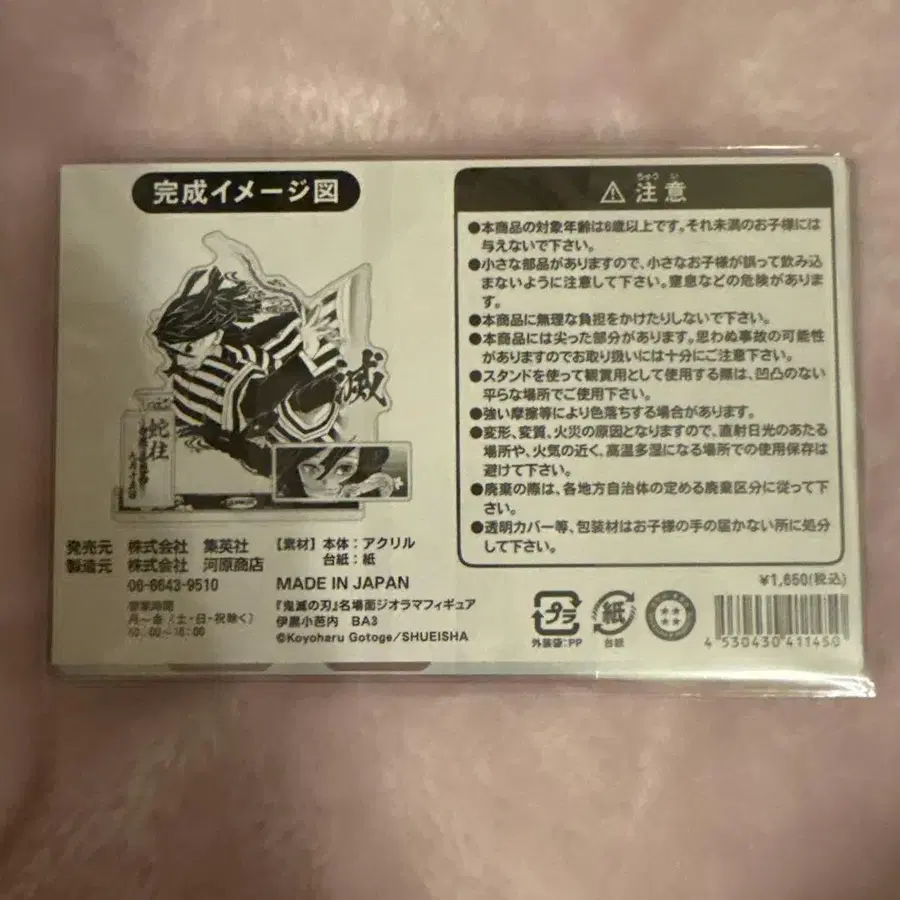 完成イメージ図
滅
蛇柱
発売元 株式会社 集英社
製造元 株式会社 河原商店
06-6643-9510
営業時間
月〜金(土・日・祝除く)
10:00〜16:00
【素材】本体:アクリル
台紙:紙
MADE IN JAPAN
『鬼滅の刃』名場面ジオラマフィギュア
伊黒小芭内 BA3
©Koyoharu Gotoge/SHUEISHA
ちゅう い
⚠注意
●本商品の対象年齢は6歳以上です。それ未満のお子様には
与えないで下さい。
●小さな部品がありますので、小さなお子様が誤って飲み込
まないように注意して下さい。窒息などの危険がありま
す。
●本商品に無理な負担をかけたりしないで下さい。
●本商品には尖った部分があります。思わぬ事故の可能性
がありますのでお取り扱いには十分にご注意下さい。
●スタンドを使って観賞用として使用する際は、凹凸のない
平らな場所でご使用下さい。
●強い摩擦等により色落ちする場合があります。
●変形、変質、火災の原因となりますので、直射日光のあたる
場所や、火気の近く、高温多湿になる場所での使用保存は
避けて下さい。
●廃棄の際は、各地方自治体の定める廃棄区分に従って下
さい。
●透明カバー等、包装材はお子様の手の届かない所に処分
して下さい。
¥1,650(税込)
プラ
外装袋:PP
紙
台紙
4 530430 411450